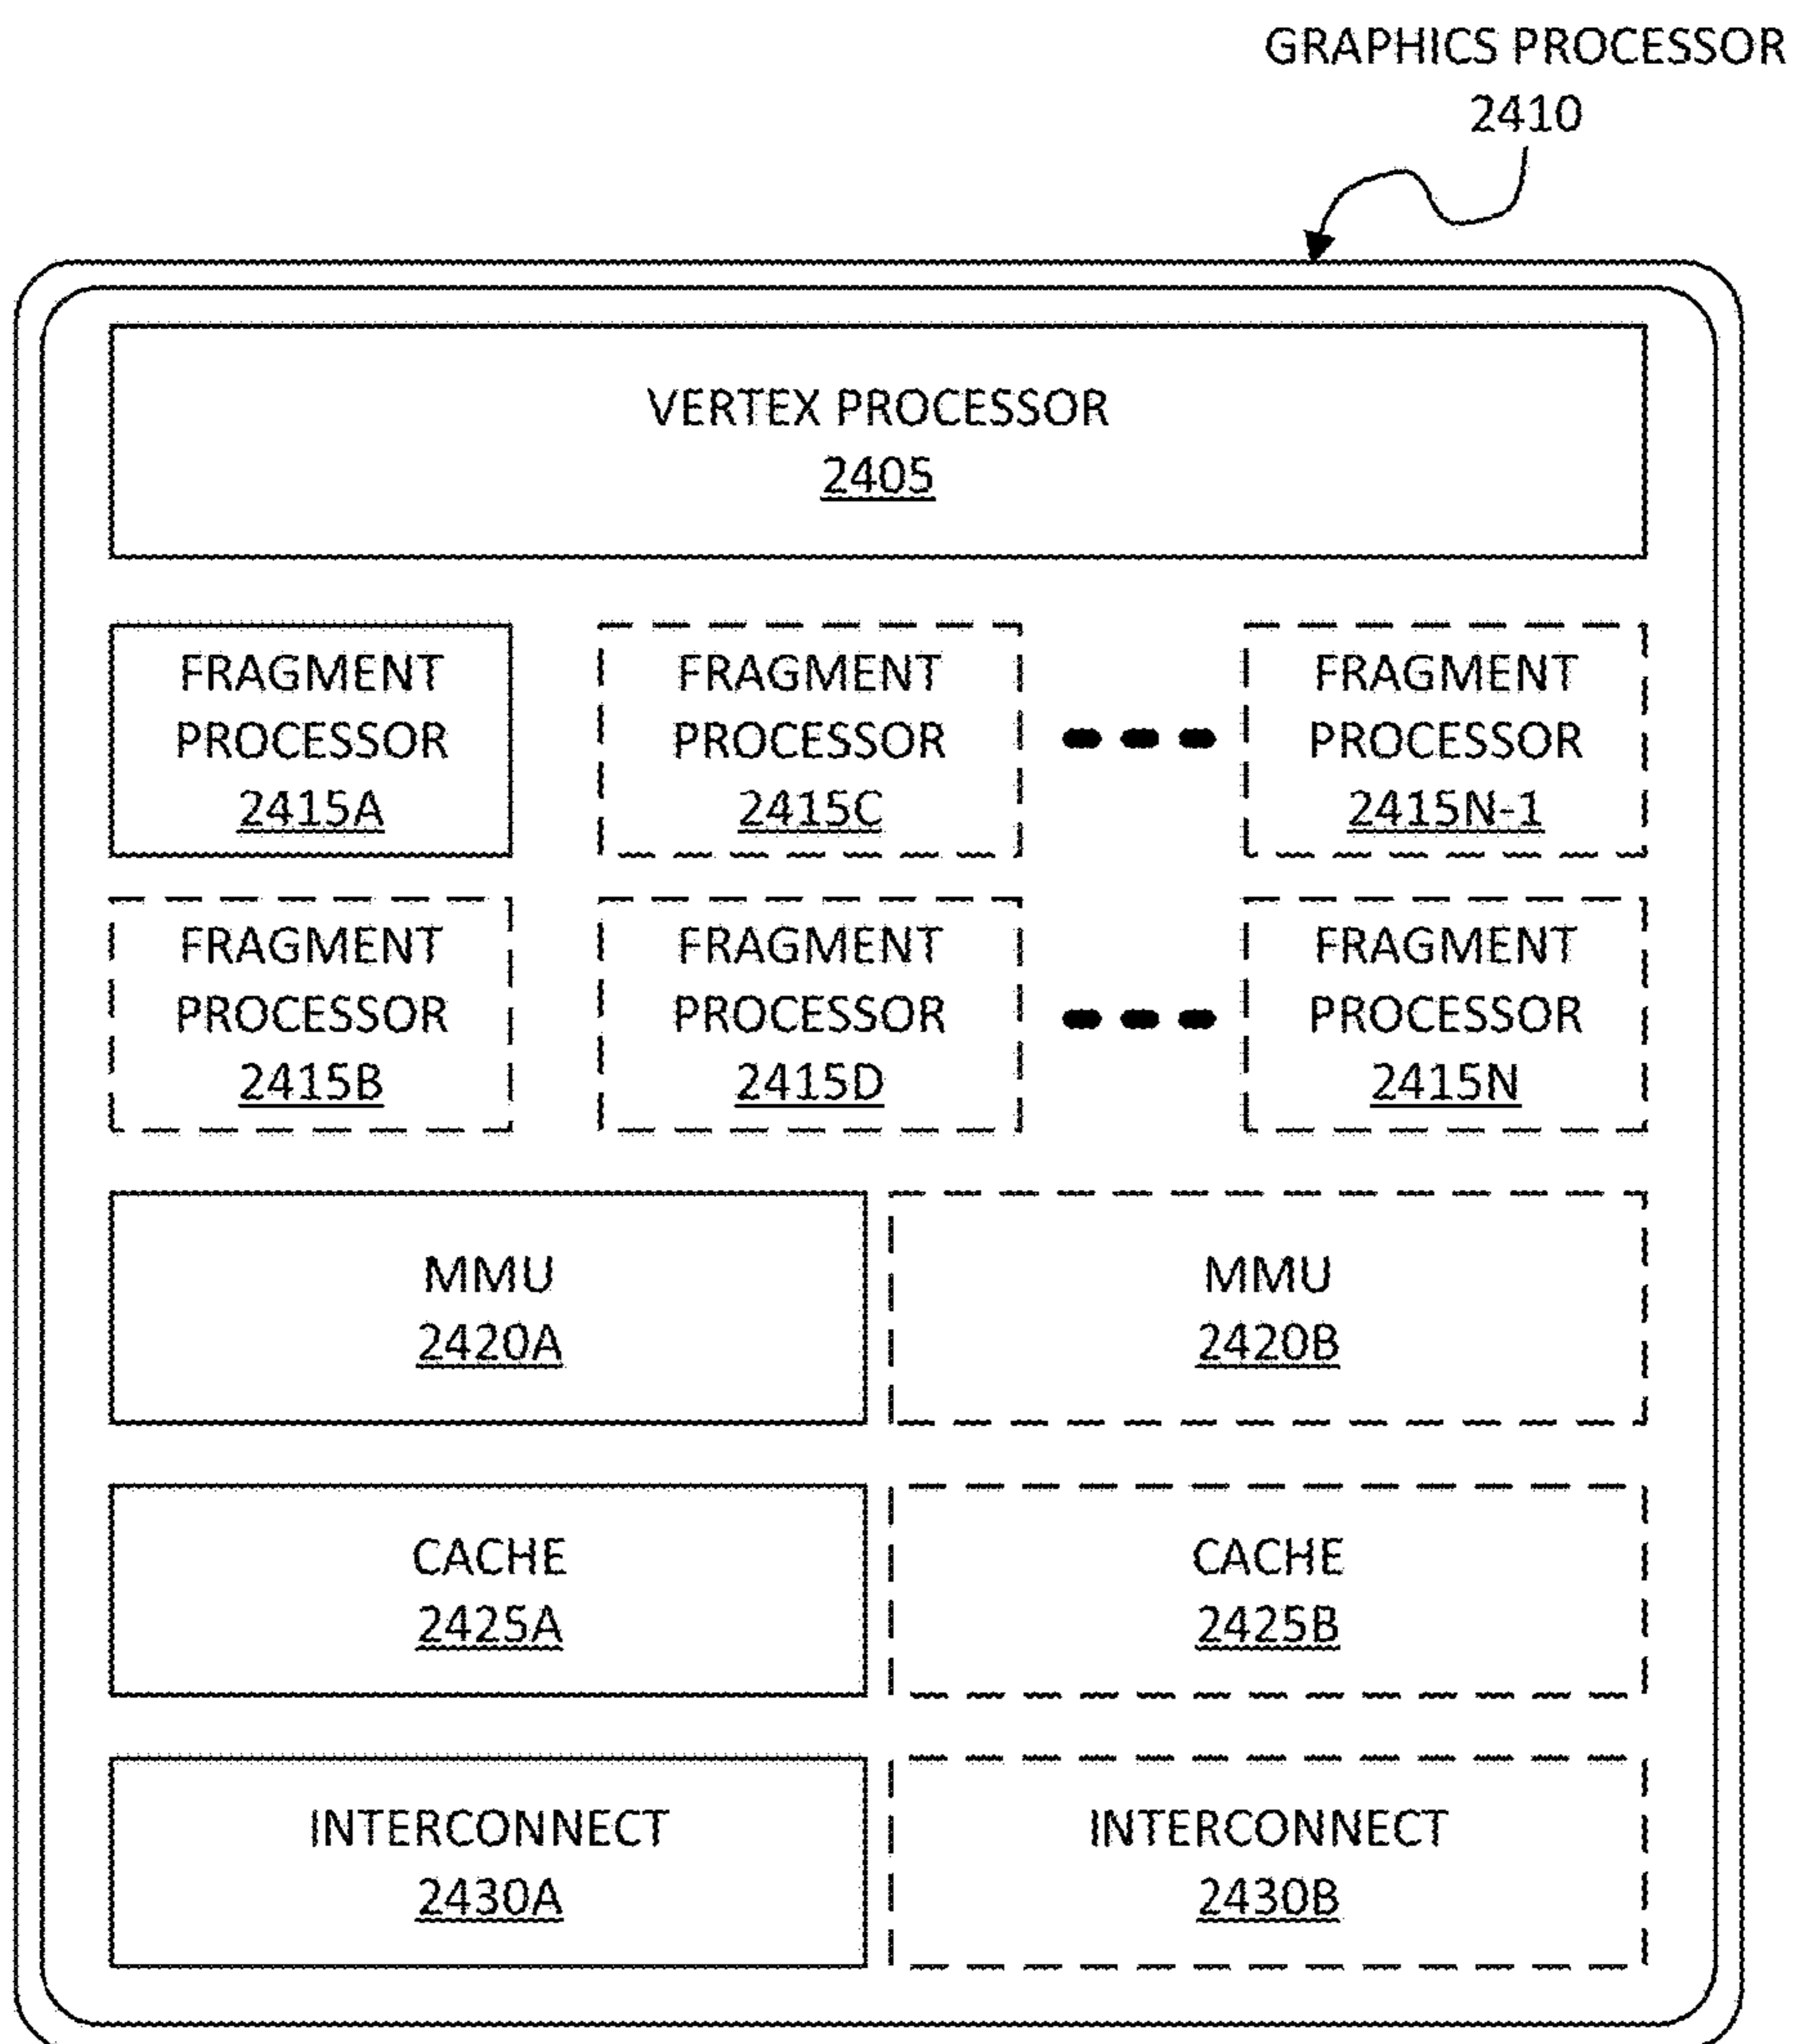 GRAPHICS PROCESSOR
2410
VERTEX PROCESSOR
2405
FRAGMENT
PROCESSOR
2415A
FRAGMENT
PROCESSOR
2415C
FRAGMENT
PROCESSOR
2415N-1
FRAGMENT
PROCESSOR
2415B
FRAGMENT
PROCESSOR
2415D
FRAGMENT
PROCESSOR
2415N
MMU
2420A
MMU
2420B
CACHE
2425A
CACHE
2425B
INTERCONNECT
2430A
INTERCONNECT
2430B